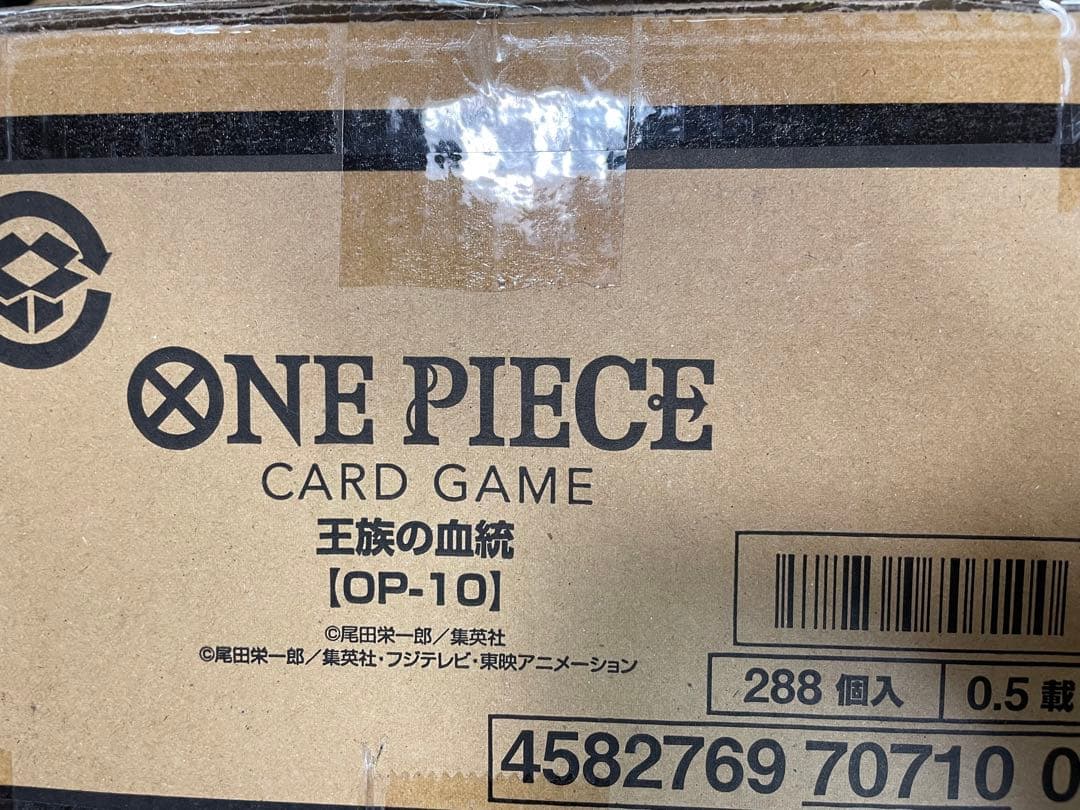 ONE PIECE
CARD GAME
王族の血統
【OP-10】
©尾田栄一郎／集英社
©尾田栄一郎／集英社・フジテレビ・東映アニメーション
288 個入
0.5 載
4582769 70710 0